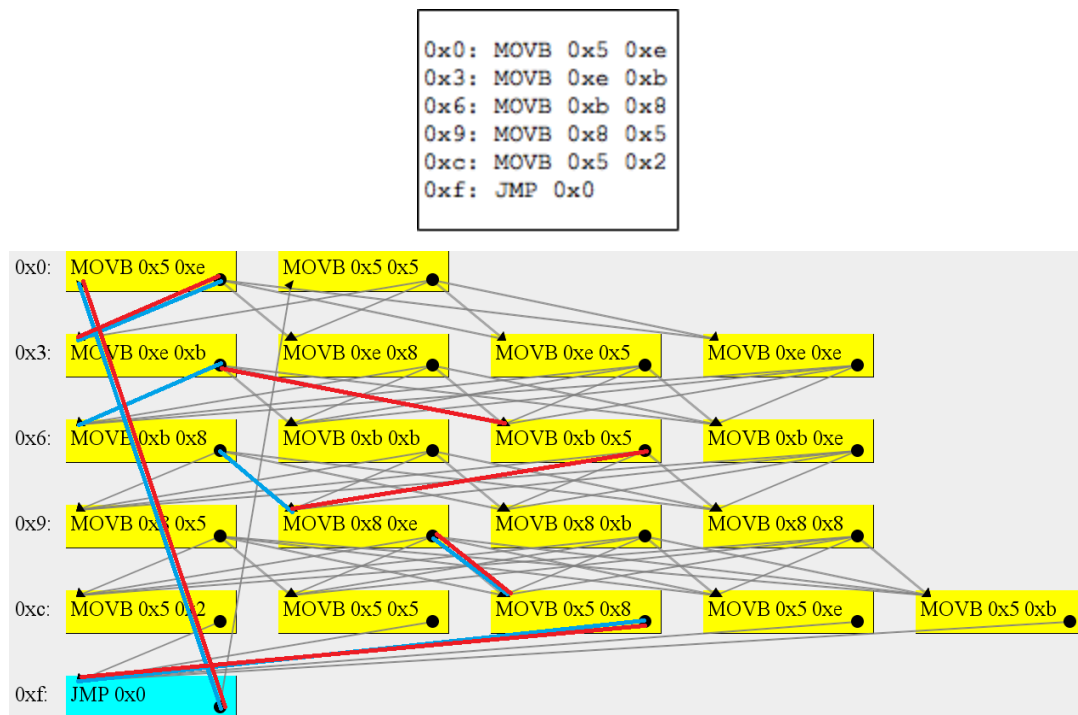 0x0: MOVB 0x5 0xe
0x3: MOVB 0xe 0xb
0x6: MOVB 0xb 0x8
0x9: MOVB 0x8 0x5
0xc: MOVB 0x5 0x2
0xf: JMP 0x0
0x0: MOVB 0x5 0xe MOVB 0x5 0x5
0x3: MOVB 0xe 0xb MOVB 0xe 0x8 MOVB 0xe 0x5 MOVB 0xe 0xe
0x6: MOVB 0xb 0x8 MOVB 0xb 0xb MOVB 0xb 0x5 MOVB 0xb 0xe
0x9: MOVB 0x8 0x5 MOVB 0x8 0xe MOVB 0x8 0xb MOVB 0x8 0x8
0xc: MOVB 0x5 0x2 MOVB 0x5 0x5 MOVB 0x5 0x8 MOVB 0x5 0xe MOVB 0x5 0xb
0xf: JMP 0x0